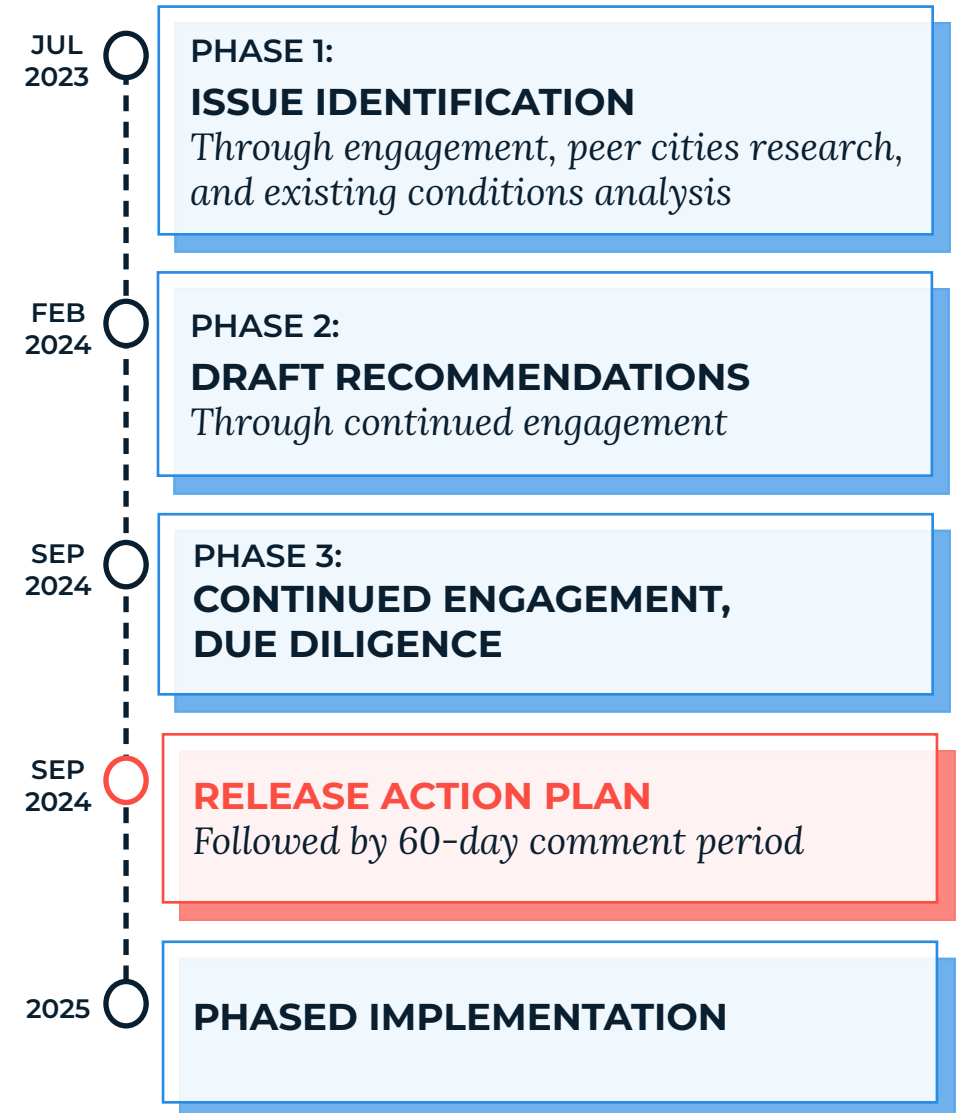 JUL
2023
PHASE 1:
ISSUE IDENTIFICATION
Through engagement, peer cities research,
and existing conditions analysis
FEB
2024
PHASE 2:
DRAFT RECOMMENDATIONS
Through continued engagement
SEP
2024
PHASE 3:
CONTINUED ENGAGEMENT,
DUE DILIGENCE
SEP
2024
RELEASE ACTION PLAN
Followed by 60-day comment period
2025
PHASED IMPLEMENTATION